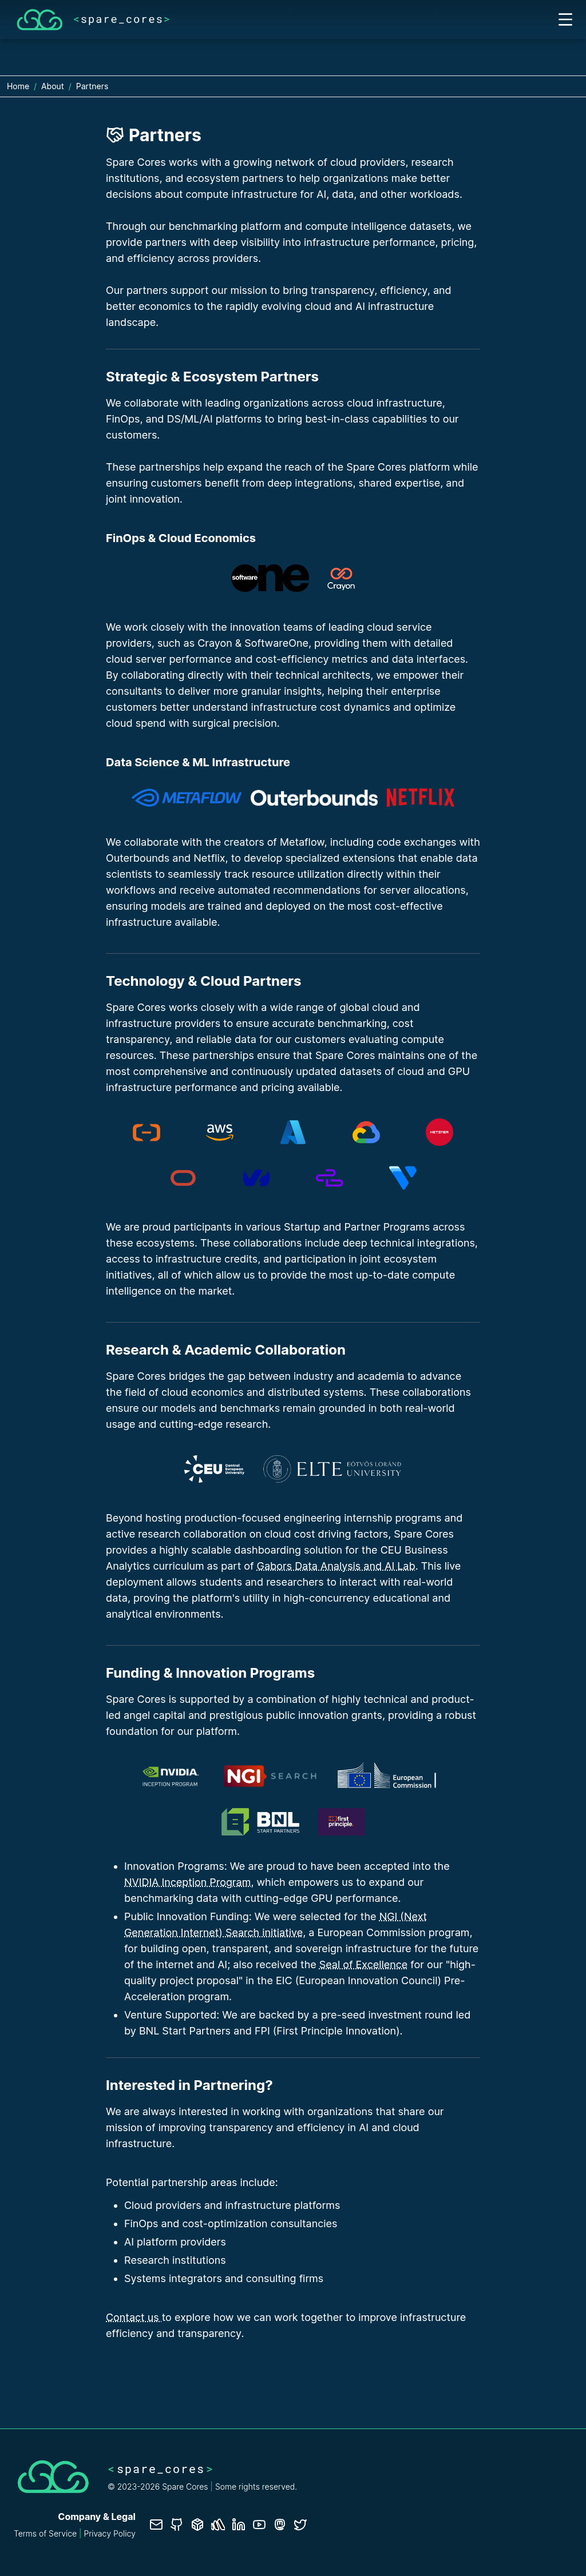 <spare_cores>
Home / About / Partners
Partners
Spare Cores works with a growing network of cloud providers, research
institutions, and ecosystem partners to help organizations make better
decisions about compute infrastructure for AI, data, and other workloads.
Through our benchmarking platform and compute intelligence datasets, we
provide partners with deep visibility into infrastructure performance, pricing,
and efficiency across providers.
Our partners support our mission to bring transparency, efficiency, and
better economics to the rapidly evolving cloud and AI infrastructure
landscape.
Strategic & Ecosystem Partners
We collaborate with leading organizations across cloud infrastructure,
FinOps, and DS/ML/AI platforms to bring best-in-class capabilities to our
customers.
These partnerships help expand the reach of the Spare Cores platform while
ensuring customers benefit from deep integrations, shared expertise, and
joint innovation.
FinOps & Cloud Economics
software one
Crayon
We work closely with the innovation teams of leading cloud service
providers, such as Crayon & SoftwareOne, providing them with detailed
cloud server performance and cost-efficiency metrics and data interfaces.
By collaborating directly with their technical architects, we empower their
consultants to deliver more granular insights, helping their enterprise
customers better understand infrastructure cost dynamics and optimize
cloud spend with surgical precision.
Data Science & ML Infrastructure
METAFLOW Outerbounds NETFLIX
We collaborate with the creators of Metaflow, including code exchanges with
Outerbounds and Netflix, to develop specialized extensions that enable data
scientists to seamlessly track resource utilization directly within their
workflows and receive automated recommendations for server allocations,
ensuring models are trained and deployed on the most cost-effective
infrastructure available.
Technology & Cloud Partners
Spare Cores works closely with a wide range of global cloud and
infrastructure providers to ensure accurate benchmarking, cost
transparency, and reliable data for our customers evaluating compute
resources. These partnerships ensure that Spare Cores maintains one of the
most comprehensive and continuously updated datasets of cloud and GPU
infrastructure performance and pricing available.
aws
HETZNER
We are proud participants in various Startup and Partner Programs across
these ecosystems. These collaborations include deep technical integrations,
access to infrastructure credits, and participation in joint ecosystem
initiatives, all of which allow us to provide the most up-to-date compute
intelligence on the market.
Research & Academic Collaboration
Spare Cores bridges the gap between industry and academia to advance
the field of cloud economics and distributed systems. These collaborations
ensure our models and benchmarks remain grounded in both real-world
usage and cutting-edge research.
CEU Central European University
ELTE EÖTVÖS LORÁND UNIVERSITY
Beyond hosting production-focused engineering internship programs and
active research collaboration on cloud cost driving factors, Spare Cores
provides a highly scalable dashboarding solution for the CEU Business
Analytics curriculum as part of Gabors Data Analysis and AI Lab. This live
deployment allows students and researchers to interact with real-world
data, proving the platform's utility in high-concurrency educational and
analytical environments.
Funding & Innovation Programs
Spare Cores is supported by a combination of highly technical and product-
led angel capital and prestigious public innovation grants, providing a robust
foundation for our platform.
NVIDIA. INCEPTION PROGRAM
NGI SEARCH
European Commission
BNL START PARTNERS
first principle.
• Innovation Programs: We are proud to have been accepted into the
NVIDIA Inception Program, which empowers us to expand our
benchmarking data with cutting-edge GPU performance.
• Public Innovation Funding: We were selected for the NGI (Next
Generation Internet) Search initiative, a European Commission program,
for building open, transparent, and sovereign infrastructure for the future
of the internet and AI; also received the Seal of Excellence for our "high-
quality project proposal" in the EIC (European Innovation Council) Pre-
Acceleration program.
• Venture Supported: We are backed by a pre-seed investment round led
by BNL Start Partners and FPI (First Principle Innovation).
Interested in Partnering?
We are always interested in working with organizations that share our
mission of improving transparency and efficiency in AI and cloud
infrastructure.
Potential partnership areas include:
• Cloud providers and infrastructure platforms
• FinOps and cost-optimization consultancies
• AI platform providers
• Research institutions
• Systems integrators and consulting firms
Contact us to explore how we can work together to improve infrastructure
efficiency and transparency.
<spare_cores>
© 2023-2026 Spare Cores | Some rights reserved.
Company & Legal
Terms of Service | Privacy Policy